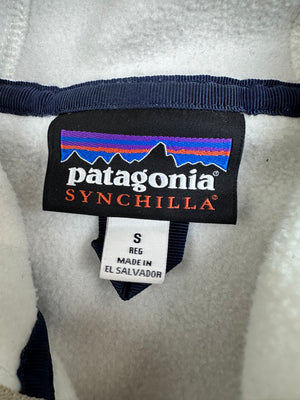 patagonia®
SYNCHILLA®
S
REG
MADE IN
EL SALVADOR